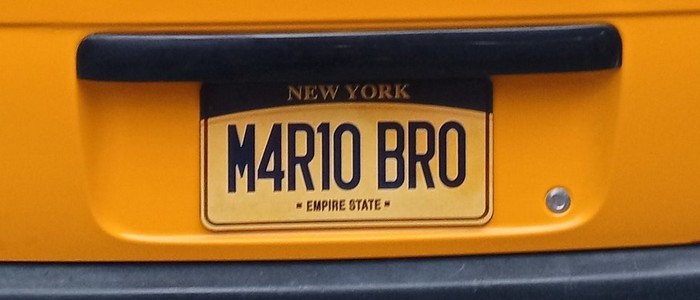 NEW YORK
M4R10 BRO
EMPIRE STATE